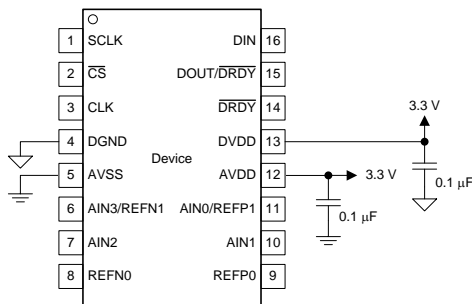 1 SCLK DIN 16
2 CS DOUT/DRDY 15
3 CLK DRDY 14
3.3 V
4 DGND DVDD 13
Device
5 AVSS AVDD 12 3.3 V
0.1 μF
6 AIN3/REFN1 AIN0/REFP1 11
0.1 μF
7 AIN2 AIN1 10
8 REFN0 REFP0 9